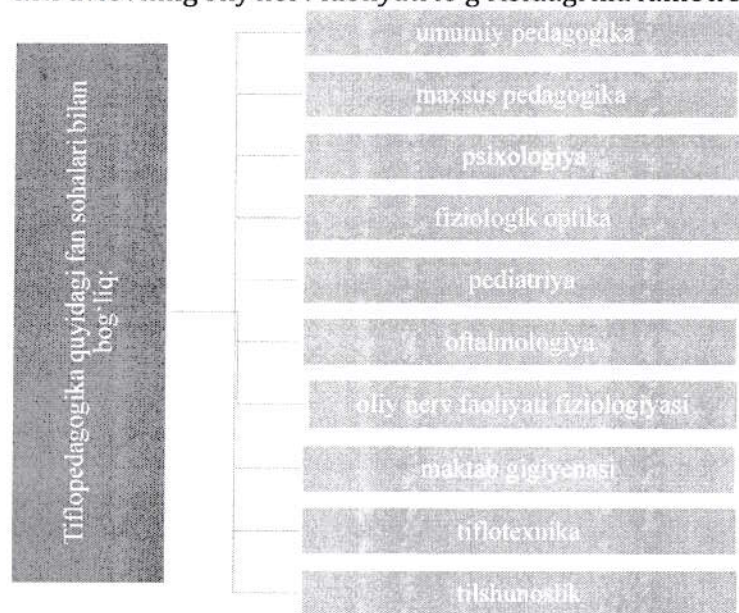 Tiflopedagogika quyidagi fan sohalari bilan
bog'liq:
umumiy pedagogika
maxsus pedagogika
psixologiya
fiziologik optika
pediatriya
oftalmologiya
oliy nerv faoliyati fiziologiyasi
maktab gigiyenasi
tiflotexnika
tilshunoslik